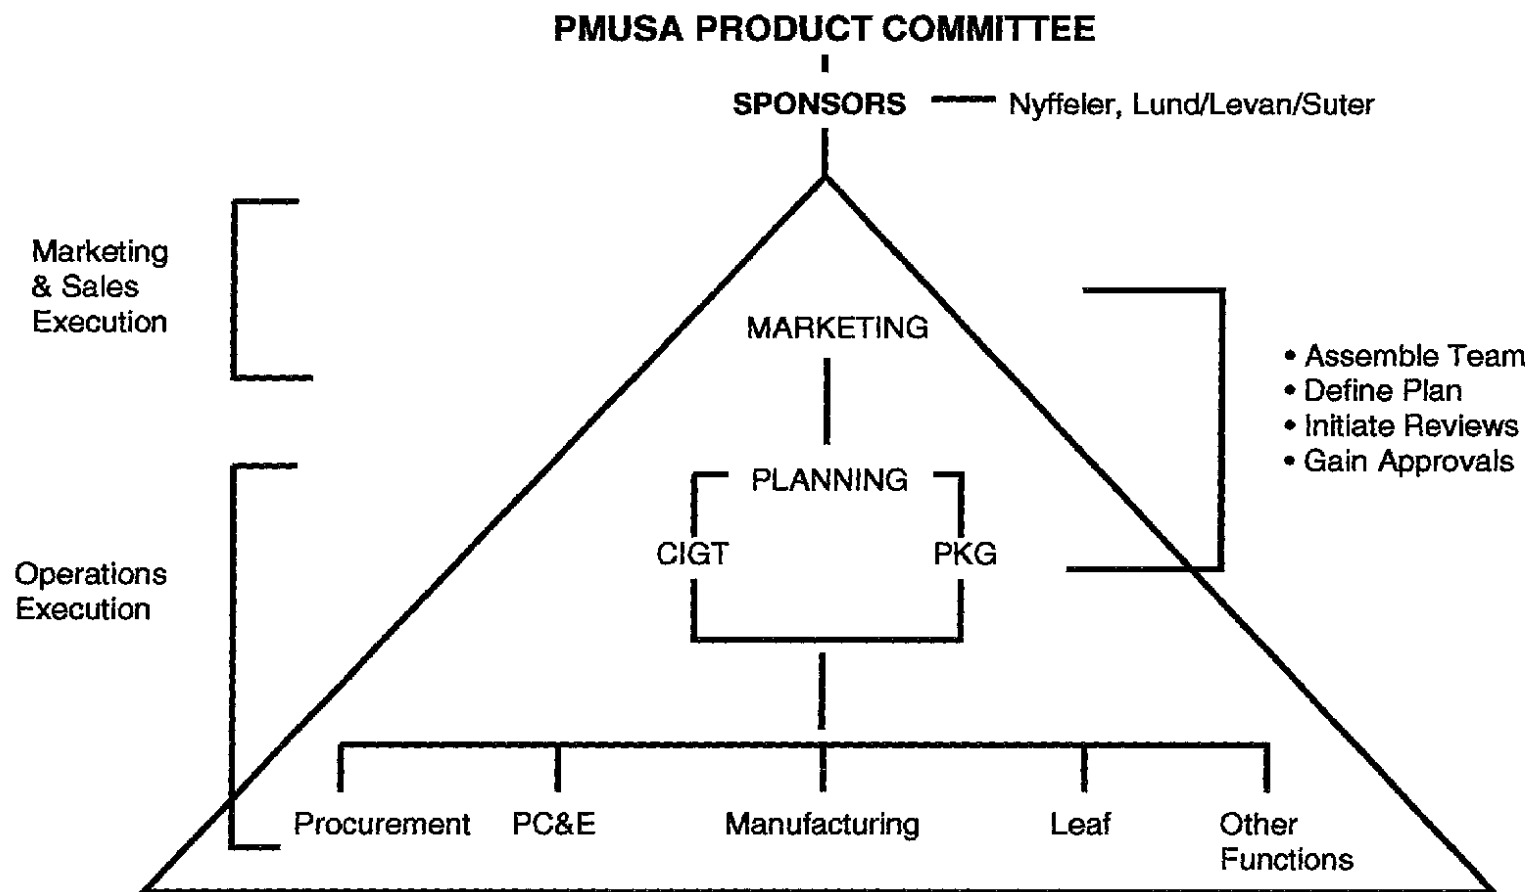 PMUSA PRODUCT COMMITTEE
SPONSORS
Nyffeler, Lund/Levan/Suter
Marketing
& Sales
Execution
MARKETING
• Assemble Team
• Define Plan
• Initiate Reviews
• Gain Approvals
PLANNING
CIGT
PKG
Operations
Execution
Procurement
PC&E
Manufacturing
Leaf
Other
Functions